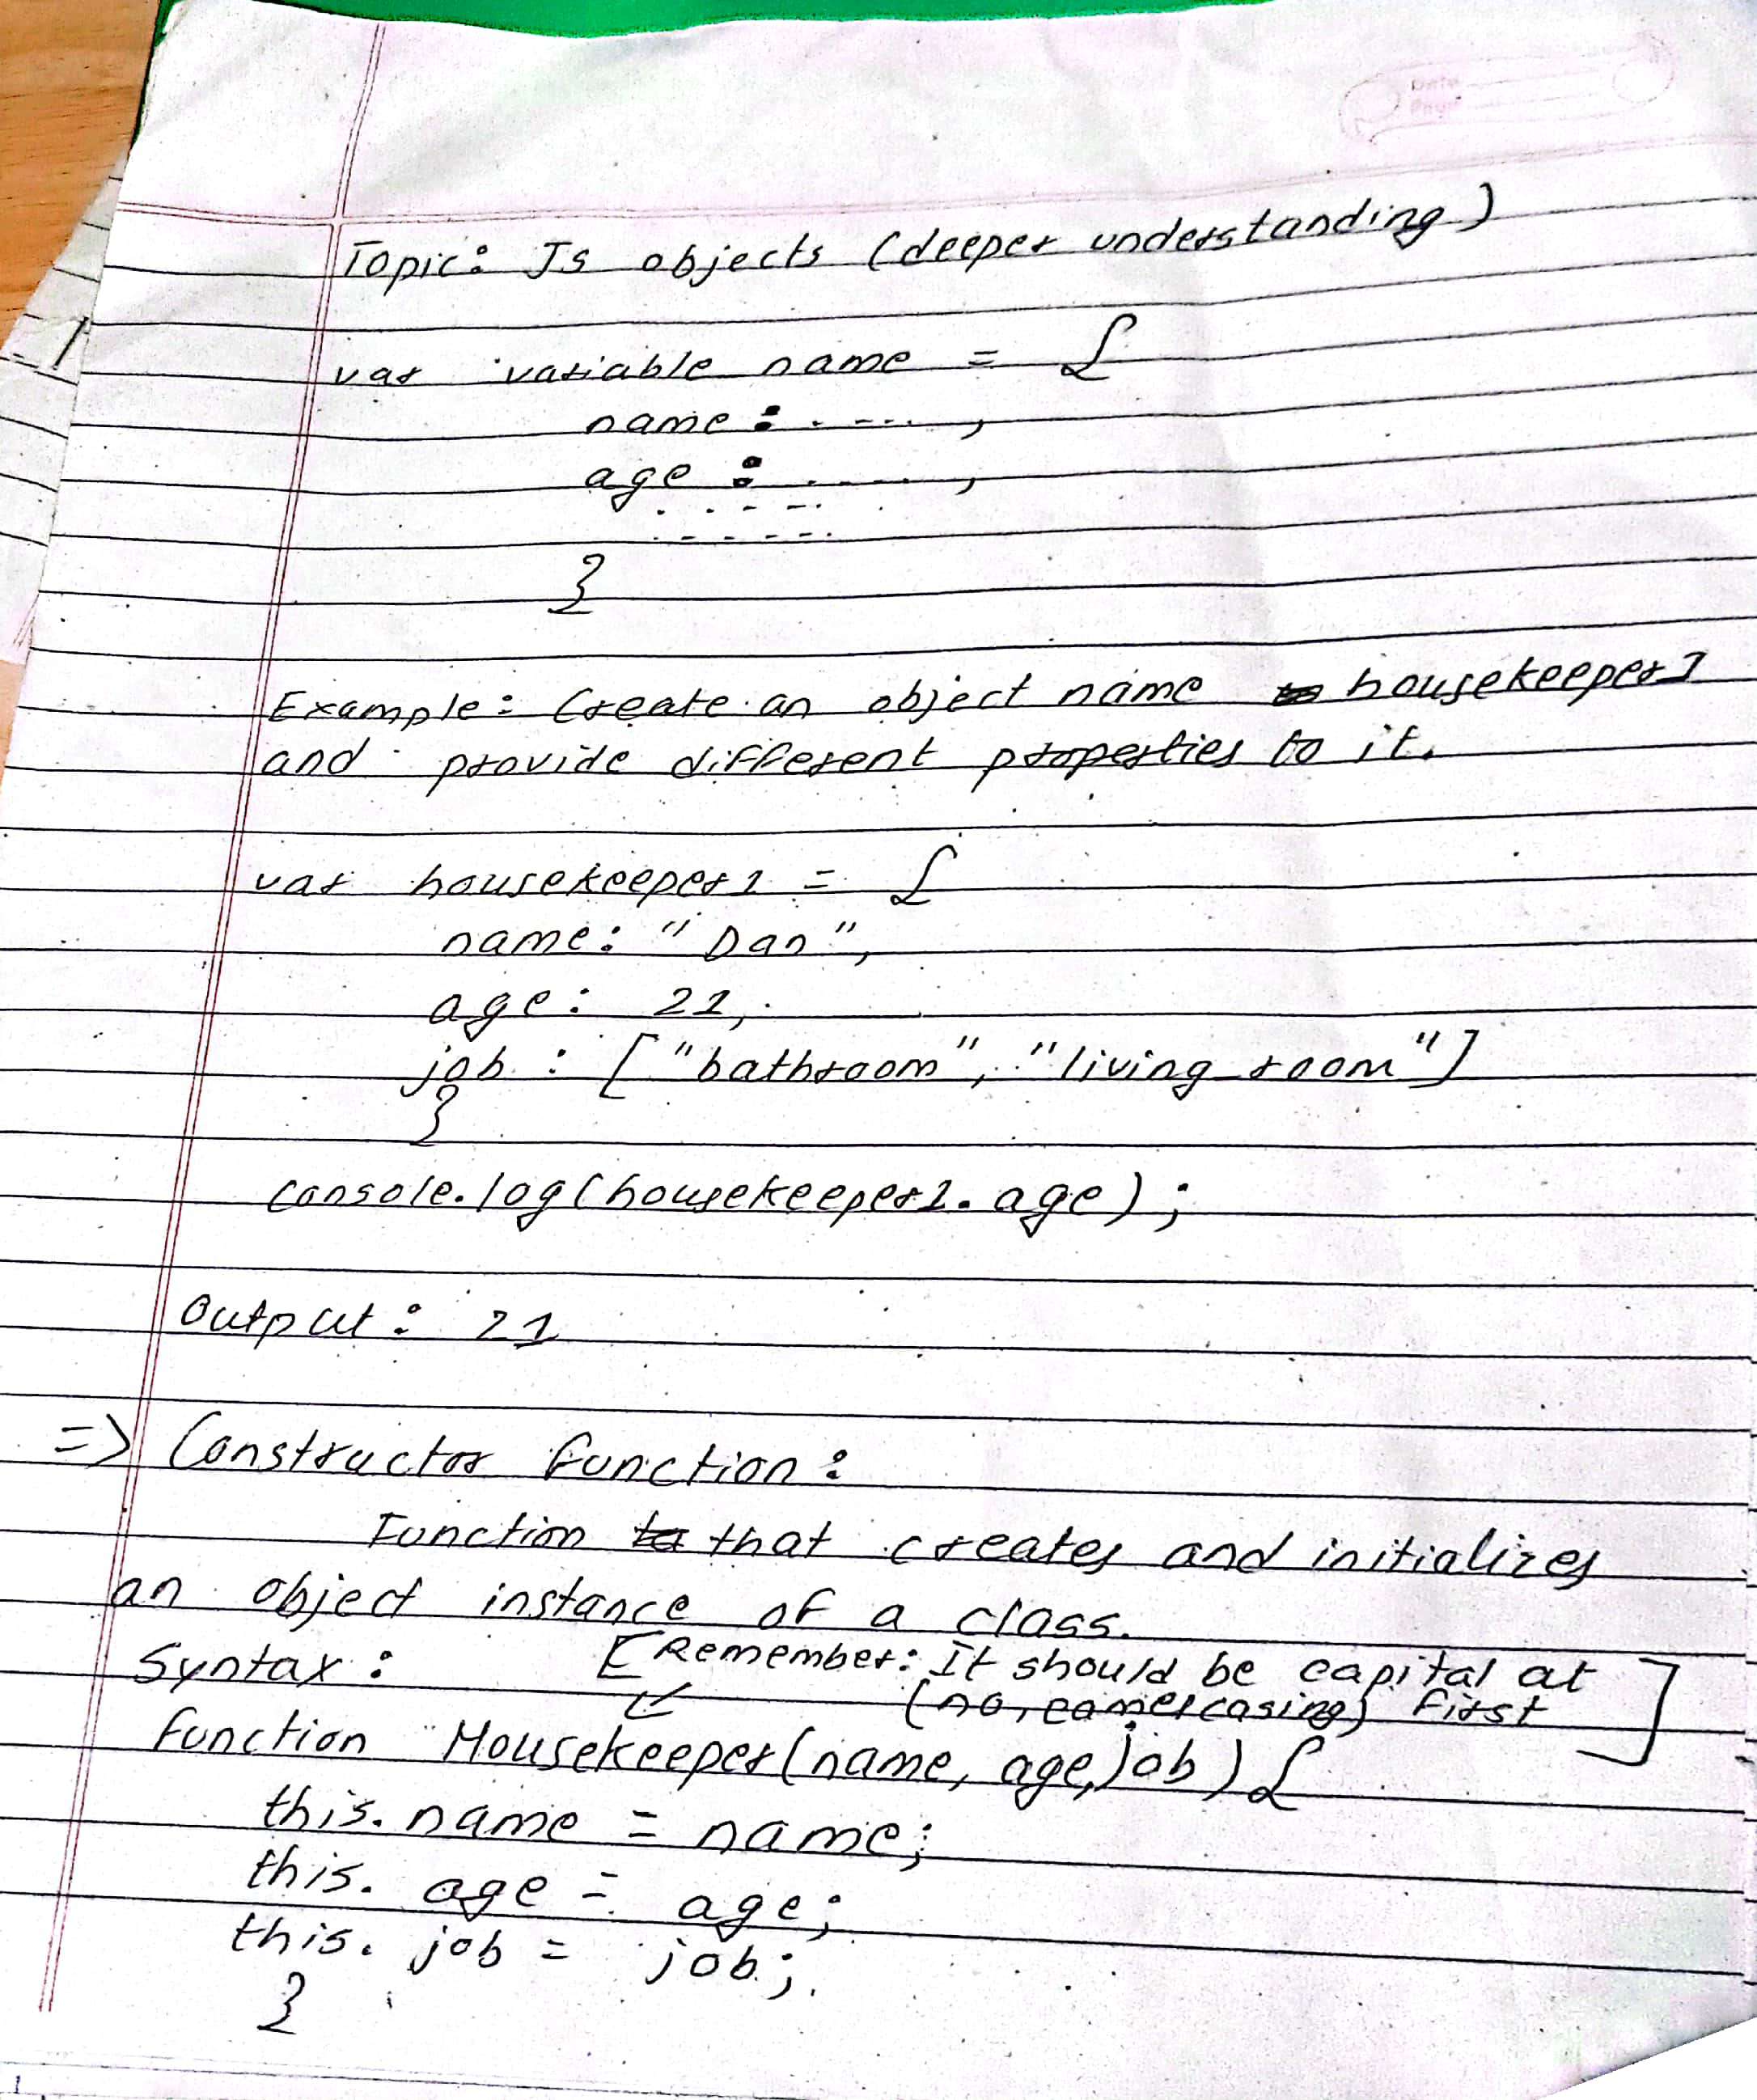 Topic: Js objects (deeper understanding)
var variable name = {
name : . - - - . . ,
age : . - - - - . ,
. . - - .
. - - - - - .
}
Example: Create an object name housekeeper1
and provide different properties to it.
var housekeeper1 = {
name: "Dan",
age: 21,
job : ["bathroom", "living room"]
}
console.log(housekeeper1.age);
Output: 21
=> Constructor function:
Function that creates and initializes
an object instance of a class.
Syntax : [Remember: It should be capital at
(no, camel casing) first]
function Housekeeper(name, age, job) {
this.name = name;
this.age = age;
this.job = job;
}